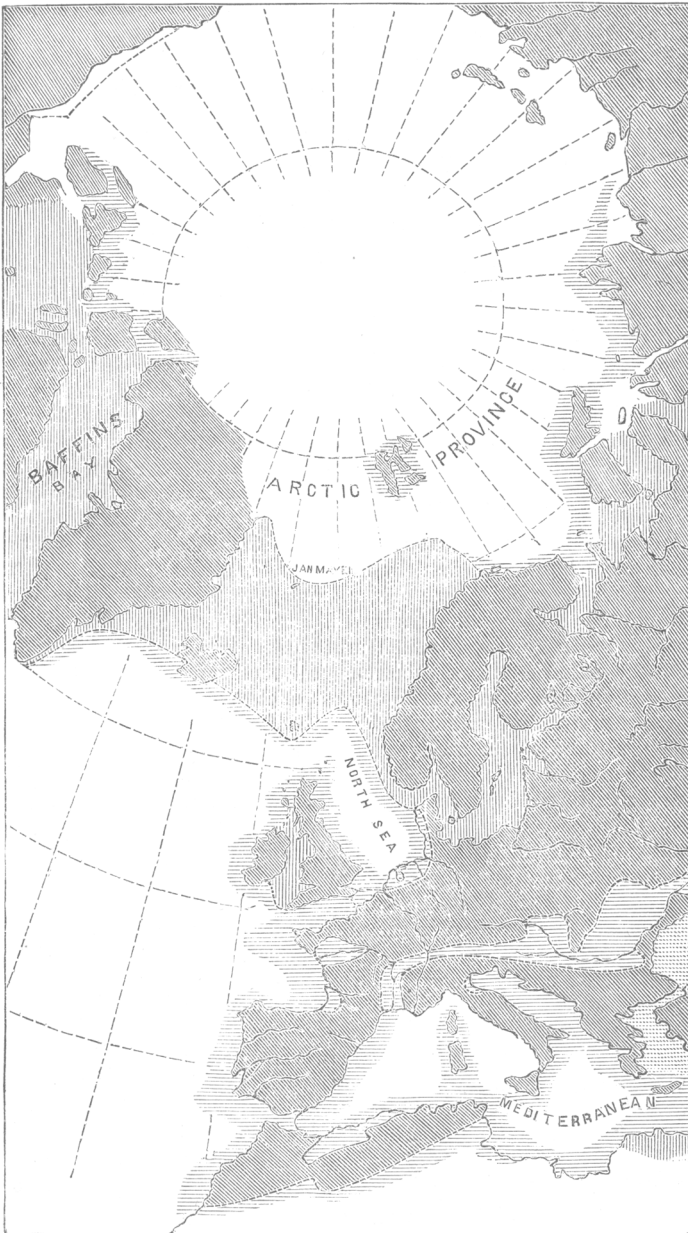 BAFFINS
BAY
ARCTIC PROVINCE
JAN MAYEN
NORTH SEA
MEDITERRANEAN